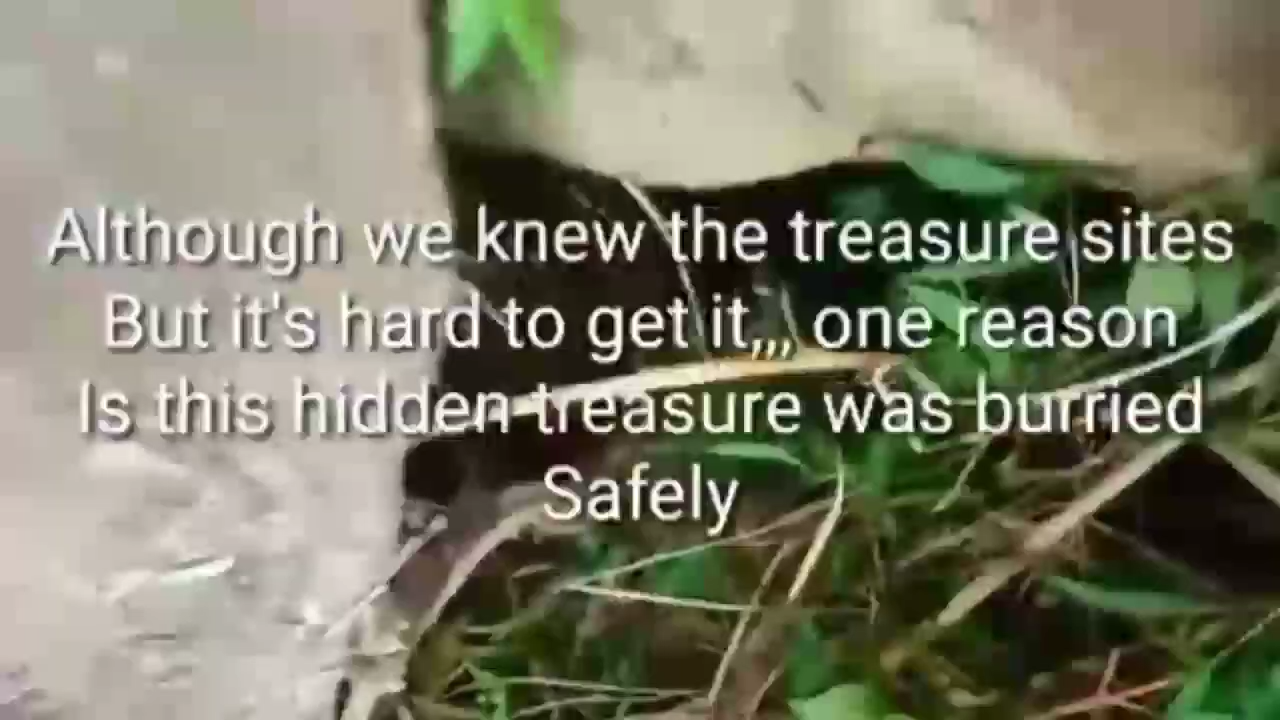 Although we knew the treasure sites
But it's hard to get it,,, one reason
Is this hidden treasure was burried
Safely